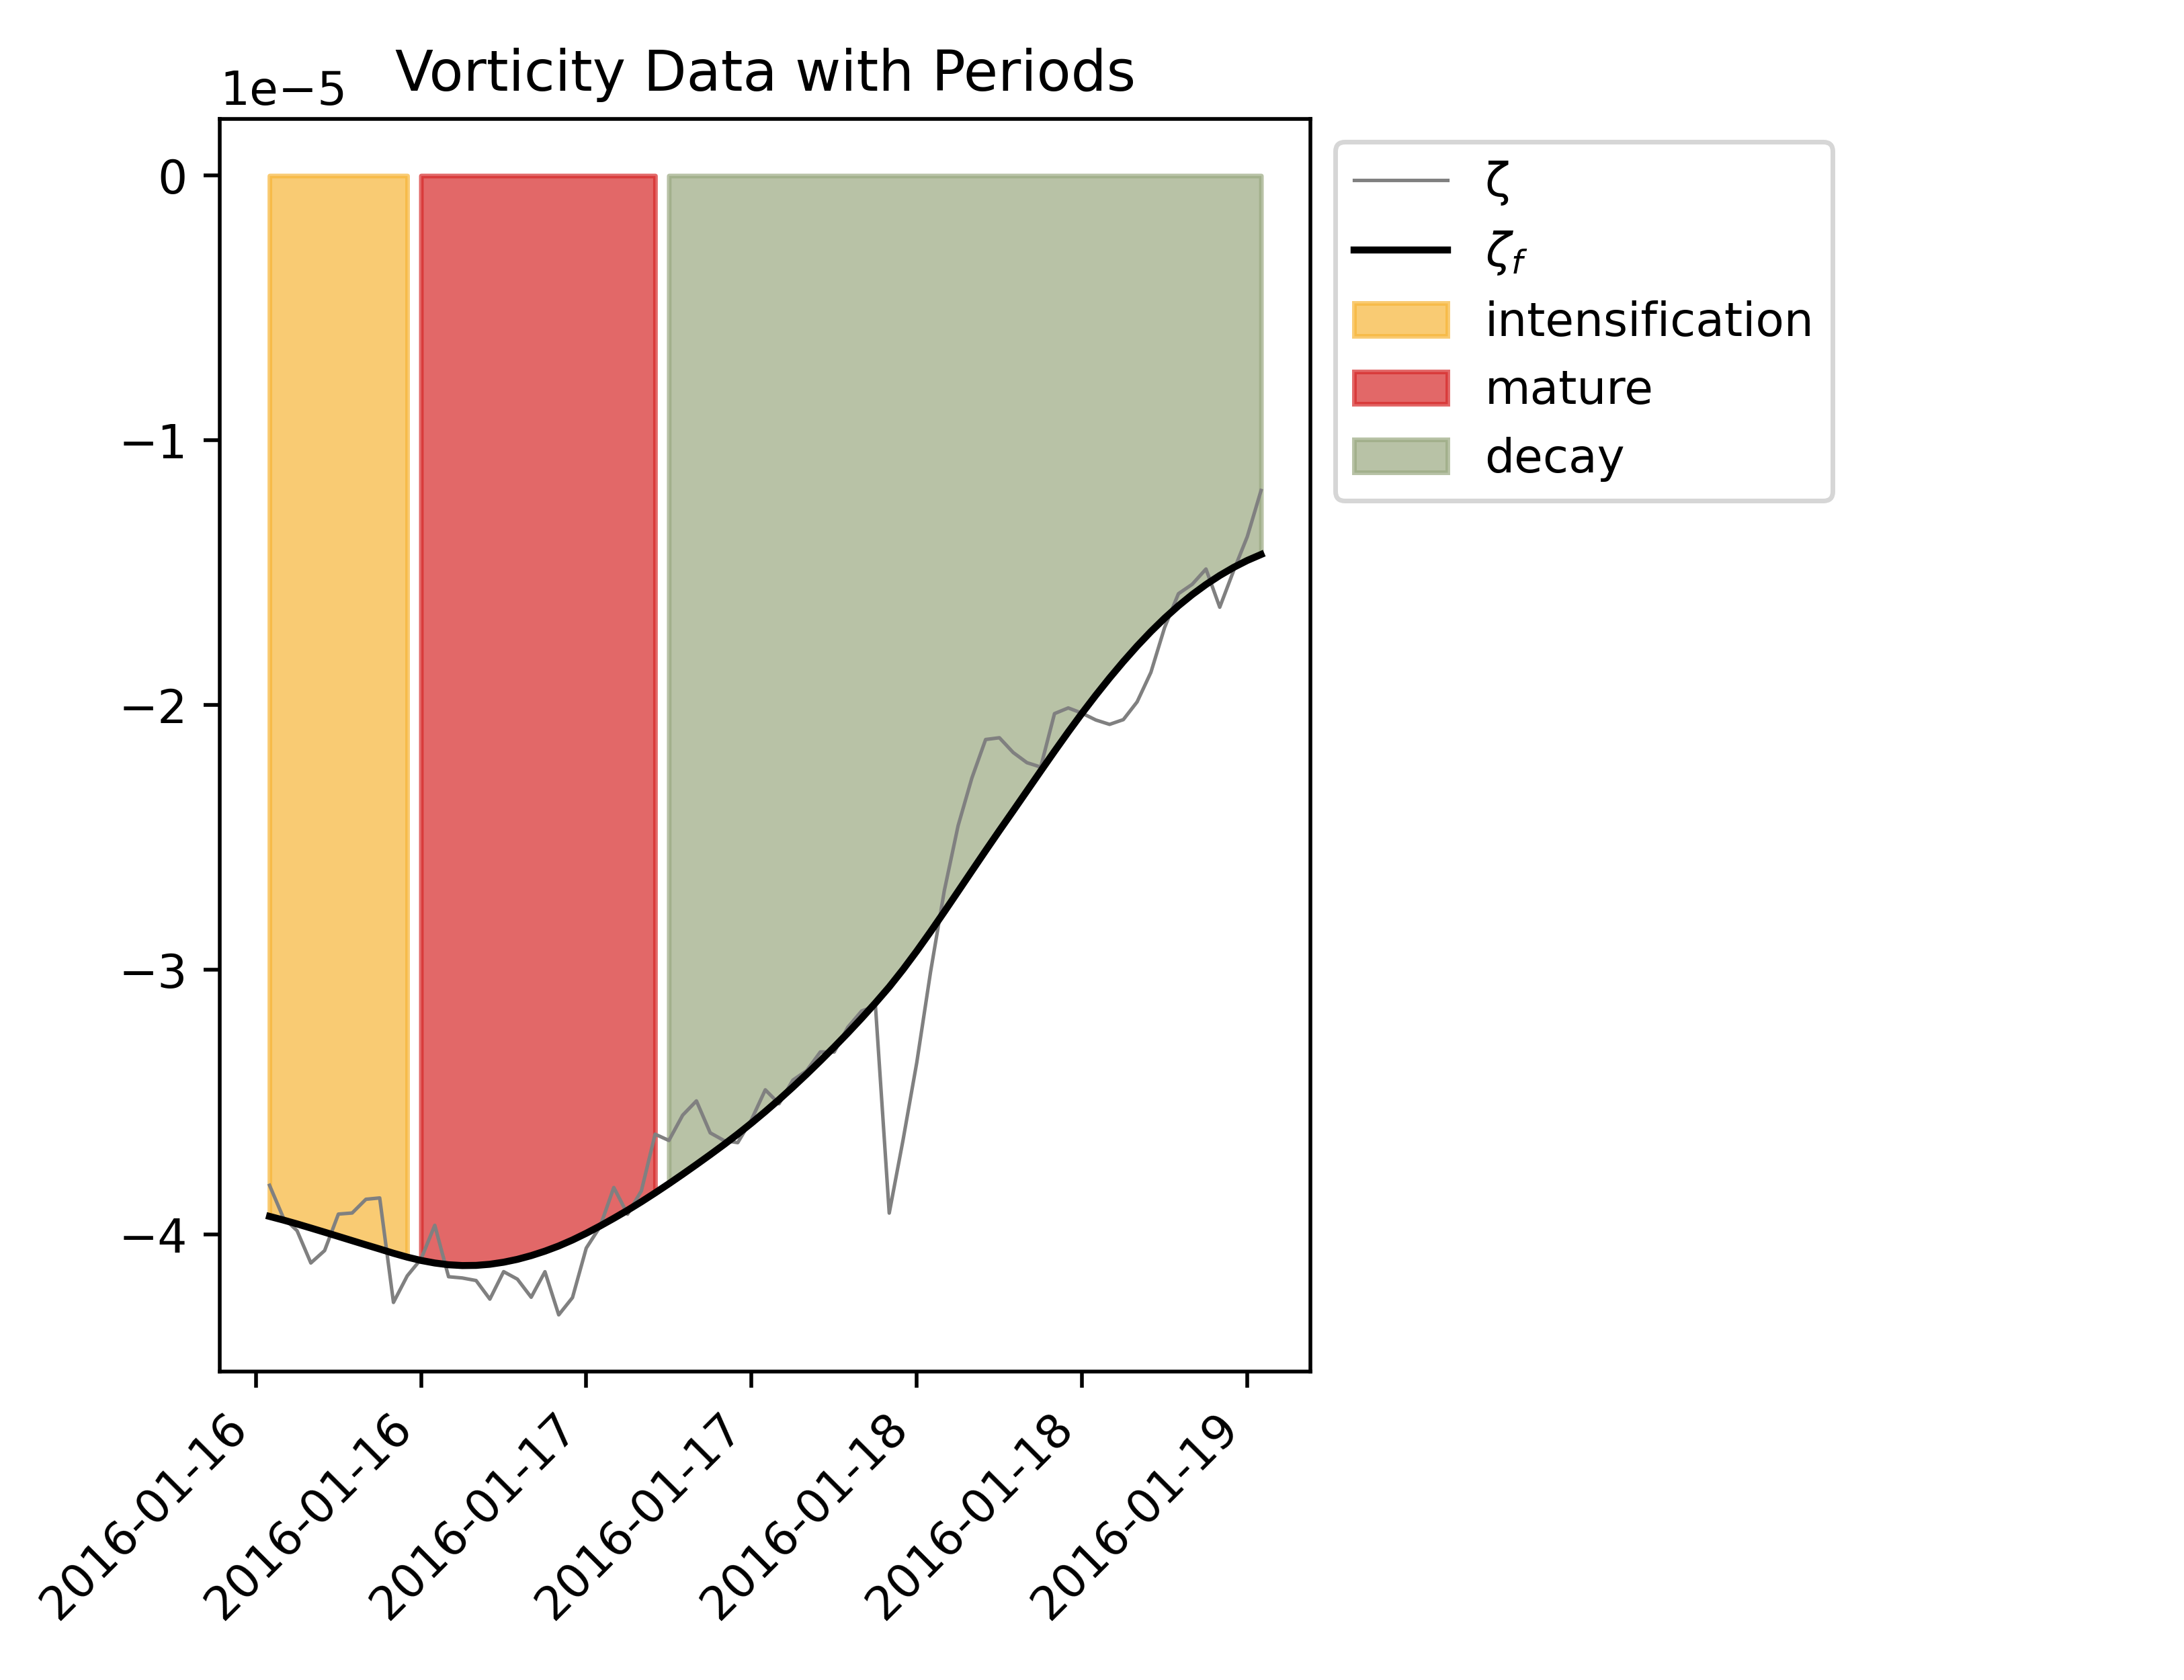 Vorticity Data with Periods
1e−5
0
−1
−2
−3
−4
2016-01-16
2016-01-16
2016-01-17
2016-01-17
2016-01-18
2016-01-18
2016-01-19
ζ
ζf
intensification
mature
decay